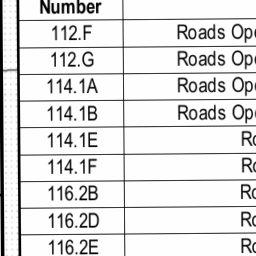 Number
112.F Roads Ope
112.G Roads Ope
114.1A Roads Ope
114.1B Roads Ope
114.1E Ro
114.1F Ro
116.2B Ro
116.2D Ro
116.2E Ro